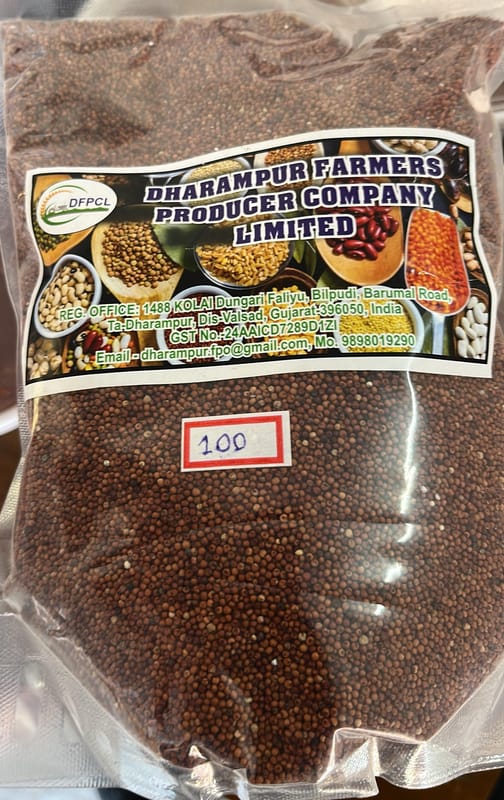 DFPCL
DHARAMPUR FARMERS
PRODUCER COMPANY
LIMITED
REG. OFFICE: 1488 KOLAI Dungari Faliyu, Bilpudi, Barumal Road,
Ta-Dharampur, Dis-Valsad, Gujarat-396050, India
GST No.-24AAICD7289D1ZI
Email - dharampur.fpo@gmail.com, Mo. 9898019290
100